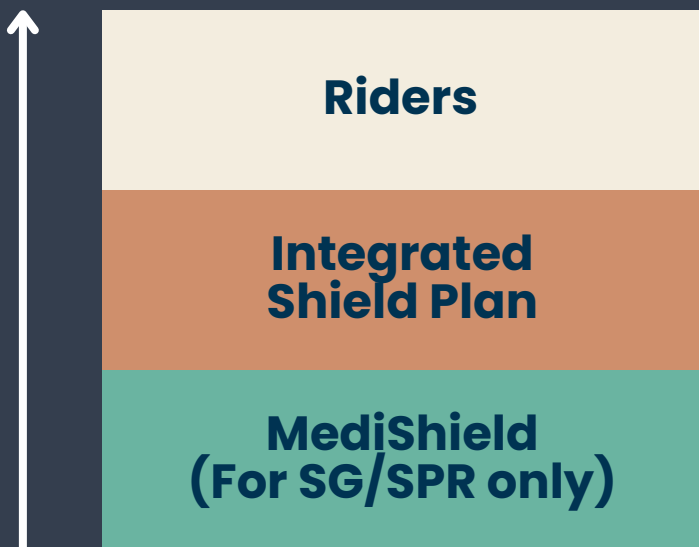 Riders
Integrated
Shield Plan
MediShield
(For SG/SPR only)